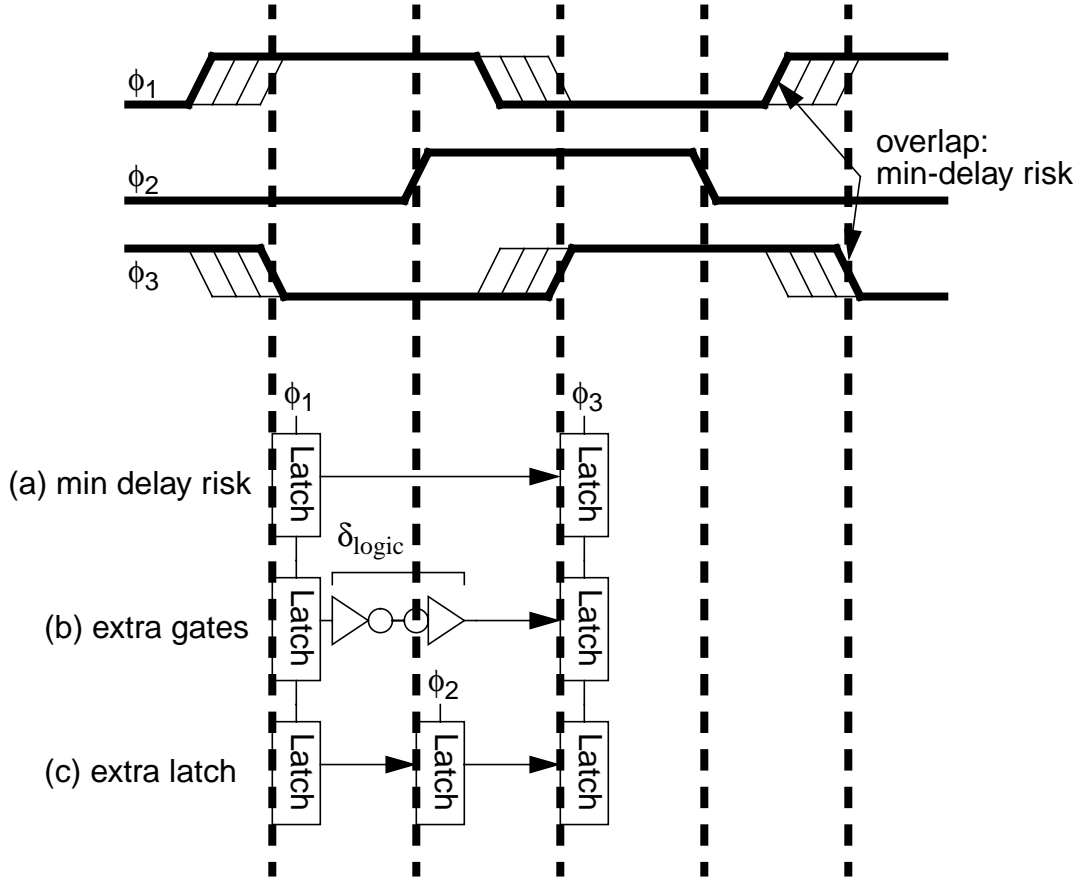 ϕ1
overlap:
min-delay risk
ϕ2
ϕ3
ϕ1
ϕ3
(a) min delay risk
Latch
Latch
δlogic
(b) extra gates
Latch
Latch
ϕ2
(c) extra latch
Latch
Latch
Latch